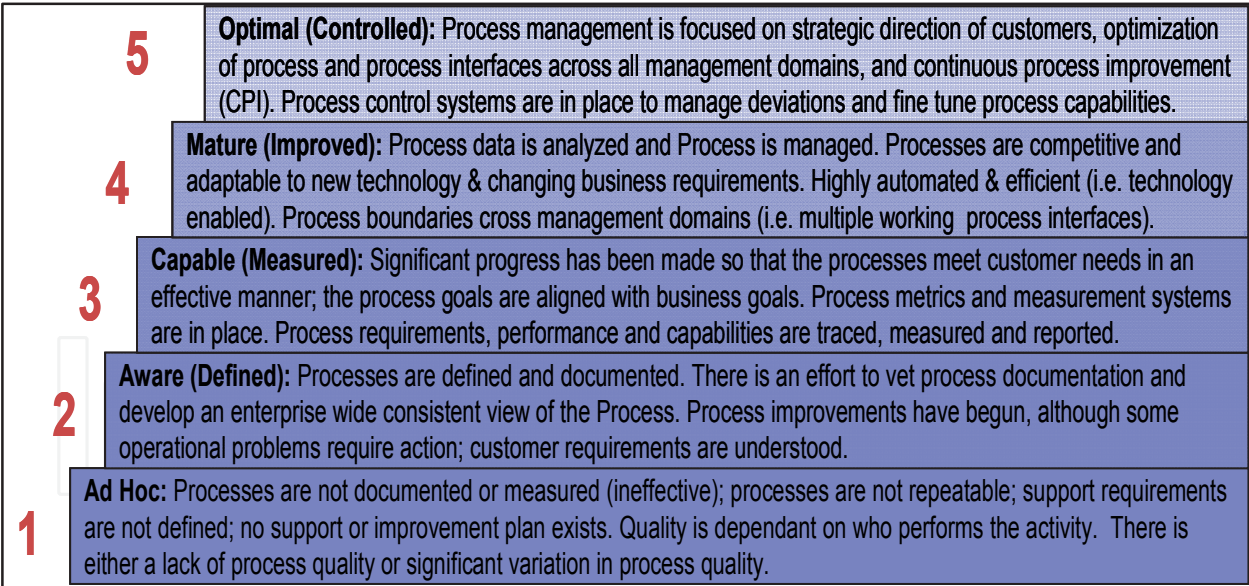 5
Optimal (Controlled): Process management is focused on strategic direction of customers, optimization
of process and process interfaces across all management domains, and continuous process improvement
(CPI). Process control systems are in place to manage deviations and fine tune process capabilities.
4
Mature (Improved): Process data is analyzed and Process is managed. Processes are competitive and
adaptable to new technology & changing business requirements. Highly automated & efficient (i.e. technology
enabled). Process boundaries cross management domains (i.e. multiple working process interfaces).
3
Capable (Measured): Significant progress has been made so that the processes meet customer needs in an
effective manner; the process goals are aligned with business goals. Process metrics and measurement systems
are in place. Process requirements, performance and capabilities are traced, measured and reported.
2
Aware (Defined): Processes are defined and documented. There is an effort to vet process documentation and
develop an enterprise wide consistent view of the Process. Process improvements have begun, although some
operational problems require action; customer requirements are understood.
1
Ad Hoc: Processes are not documented or measured (ineffective); processes are not repeatable; support requirements
are not defined; no support or improvement plan exists. Quality is dependant on who performs the activity. There is
either a lack of process quality or significant variation in process quality.